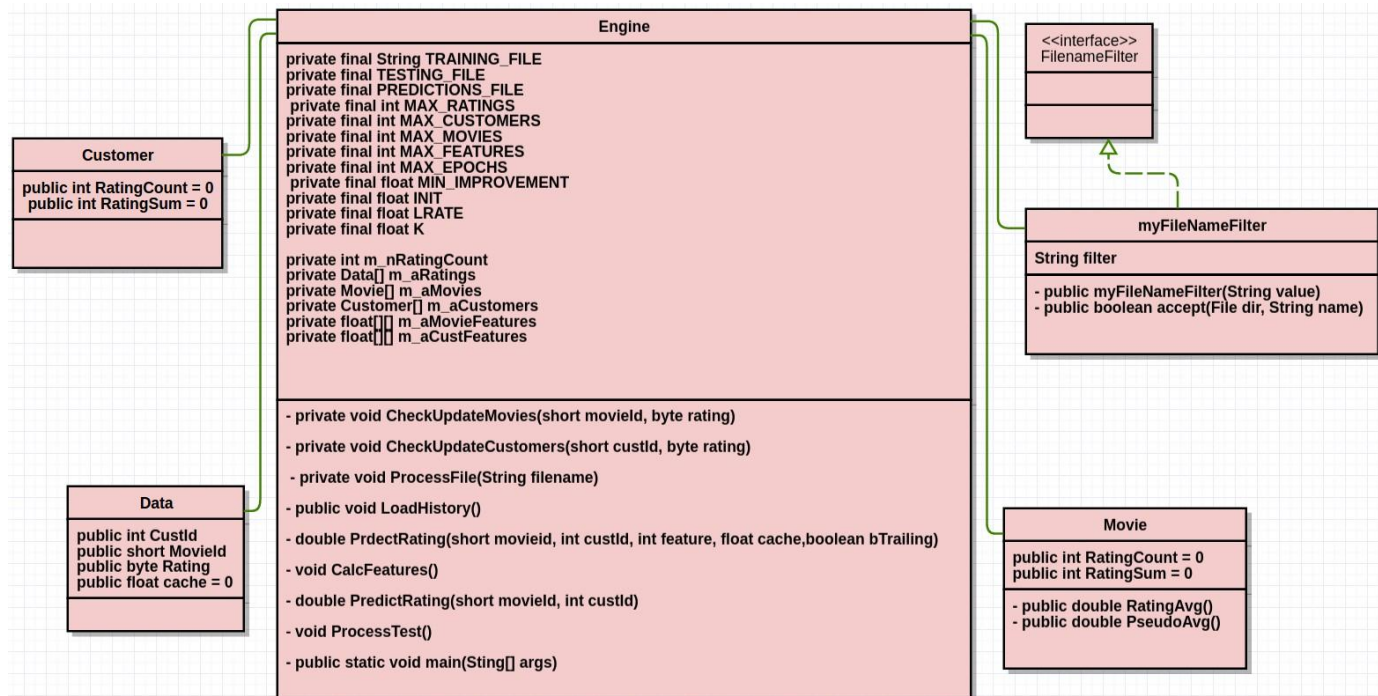 Engine
private final String TRAINING_FILE
private final TESTING_FILE
private final PREDICTIONS_FILE
private final int MAX_RATINGS
private final int MAX_CUSTOMERS
private final int MAX_MOVIES
private final int MAX_FEATURES
private final int MAX_EPOCHS
private final float MIN_IMPROVEMENT
private final float INIT
private final float LRATE
private final float K
private int m_nRatingCount
private Data[] m_aRatings
private Movie[] m_aMovies
private Customer[] m_aCustomers
private float[][] m_aMovieFeatures
private float[][] m_aCustFeatures
- private void CheckUpdateMovies(short movieId, byte rating)
- private void CheckUpdateCustomers(short custId, byte rating)
- private void ProcessFile(String filename)
- public void LoadHistory()
- double PrdectRating(short movieid, int custId, int feature, float cache,boolean bTrailing)
- void CalcFeatures()
- double PredictRating(short movieId, int custId)
- void ProcessTest()
- public static void main(Sting[] args)
Customer
public int RatingCount = 0
public int RatingSum = 0
Data
public int CustId
public short MovieId
public byte Rating
public float cache = 0
<<interface>>
FilenameFilter
myFileNameFilter
String filter
- public myFileNameFilter(String value)
- public boolean accept(File dir, String name)
Movie
public int RatingCount = 0
public int RatingSum = 0
- public double RatingAvg()
- public double PseudoAvg()